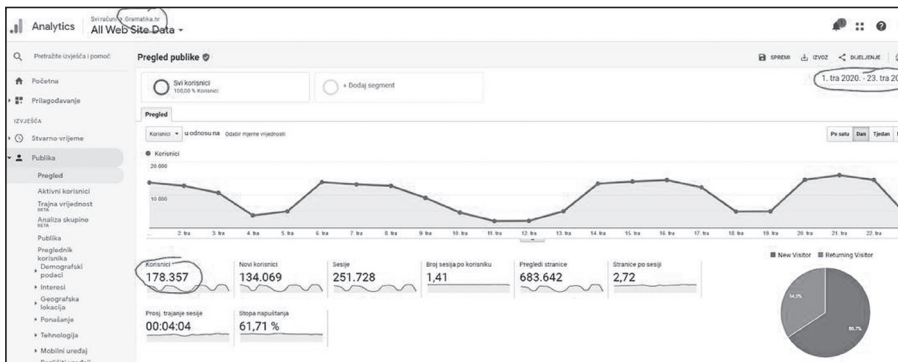 Analytics
Svi računi > Gramatika.hr
All Web Site Data
Pretražite izvješća i pomoć
Početna
Prilagođavanje
IZVJEŠĆA
Stvarno vrijeme
Publika
Pregled
Aktivni korisnici
Trajna vrijednost
BETA
Analiza skupine
BETA
Publika
Preglednik
korisnika
Demografski
podaci
Interesi
Geografska
lokacija
Ponašanje
Tehnologija
Mobilni uređaj
Pregled publike
SPREMI
IZVOZ
DIJELJENJE
Svi korisnici
100,00 % Korisnici
+ Dodaj segment
1. tra 2020. - 23. tra 20
Pregled
Korisnici
u odnosu na
Odabir mjerne vrijednosti
Po satu
Dan
Tjedan
Korisnici
20.000
10.000
2. tra
3. tra
4. tra
5. tra
6. tra
7. tra
8. tra
9. tra
10. tra
11. tra
12. tra
13. tra
14. tra
15. tra
16. tra
17. tra
18. tra
19. tra
20. tra
21. tra
22. tra
Korisnici
178.357
Novi korisnici
134.069
Sesije
251.728
Broj sesija po korisniku
1,41
Pregledi stranice
683.642
Stranice po sesiji
2,72
Prosj. trajanje sesije
00:04:04
Stopa napuštanja
61,71 %
New Visitor
Returning Visitor